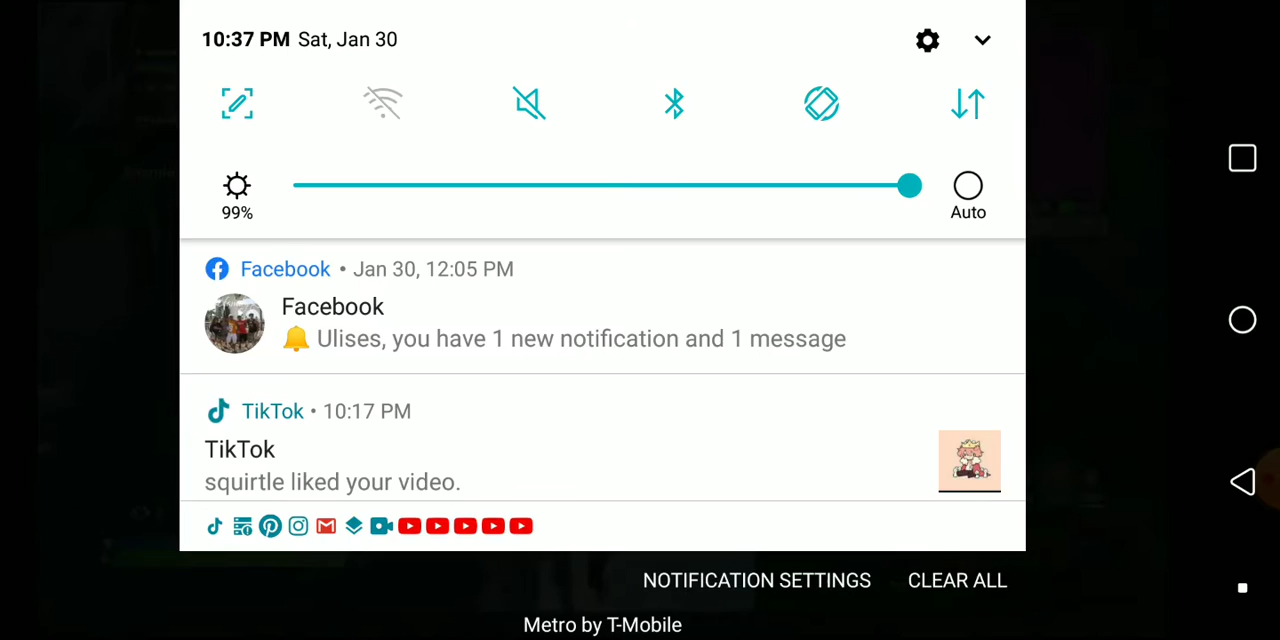 10:37 PM Sat, Jan 30
99%
Auto
Facebook • Jan 30, 12:05 PM
Facebook
🔔 Ulises, you have 1 new notification and 1 message
TikTok • 10:17 PM
TikTok
squirtle liked your video.
NOTIFICATION SETTINGS CLEAR ALL
Metro by T-Mobile